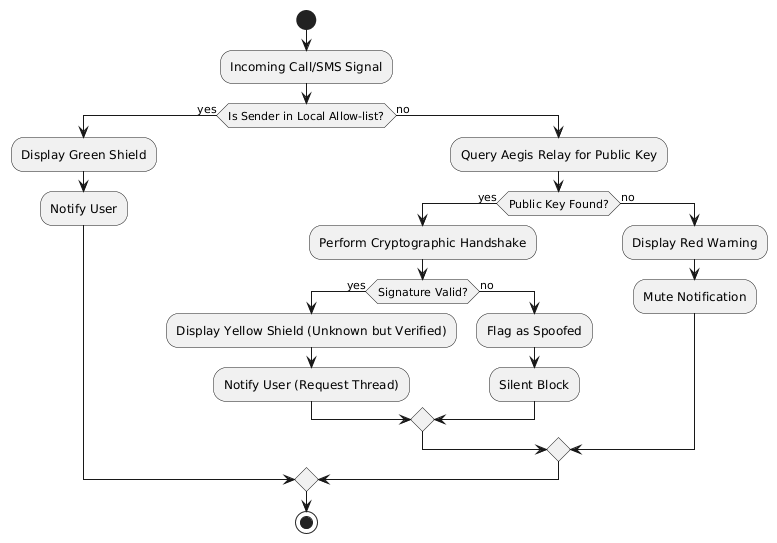 Incoming Call/SMS Signal
yes
Is Sender in Local Allow-list?
no
Display Green Shield
Notify User
Query Aegis Relay for Public Key
yes
Public Key Found?
no
Perform Cryptographic Handshake
yes
Signature Valid?
no
Display Yellow Shield (Unknown but Verified)
Notify User (Request Thread)
Flag as Spoofed
Silent Block
Display Red Warning
Mute Notification